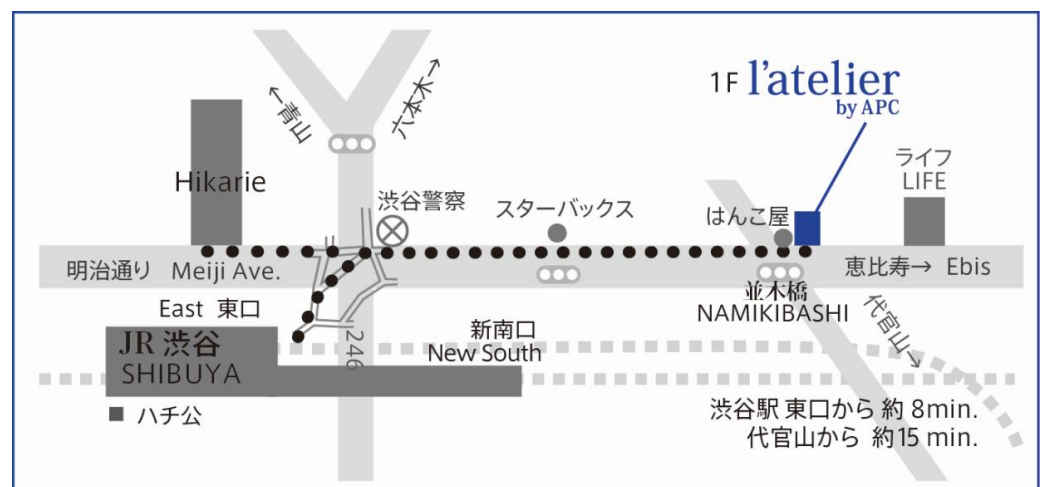 1F l'atelier
by APC
←青山
六本木→
Hikarie
渋谷警察
スターバックス
はんこ屋
ライフ
LIFE
明治通り Meiji Ave.
恵比寿→ Ebis
並木橋
NAMIKIBASHI
代官山→
East 東口
JR 渋谷
SHIBUYA
246
新南口
New South
■ ハチ公
渋谷駅 東口から 約 8min.
代官山から 約15 min.